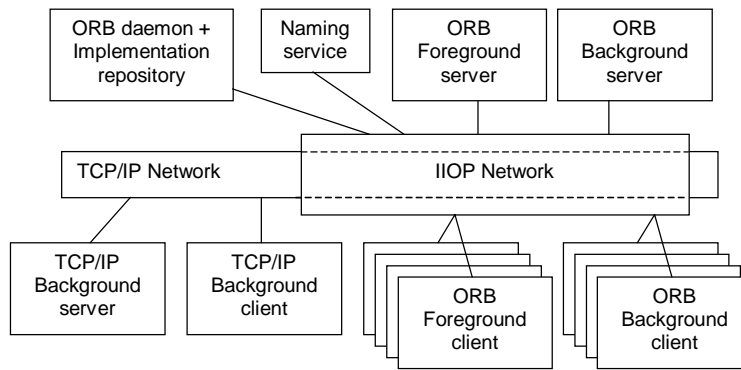 ORB daemon +
Implementation
repository
Naming
service
ORB
Foreground
server
ORB
Background
server
TCP/IP Network
IIOP Network
TCP/IP
Background
server
TCP/IP
Background
client
ORB
Foreground
client
ORB
Background
client